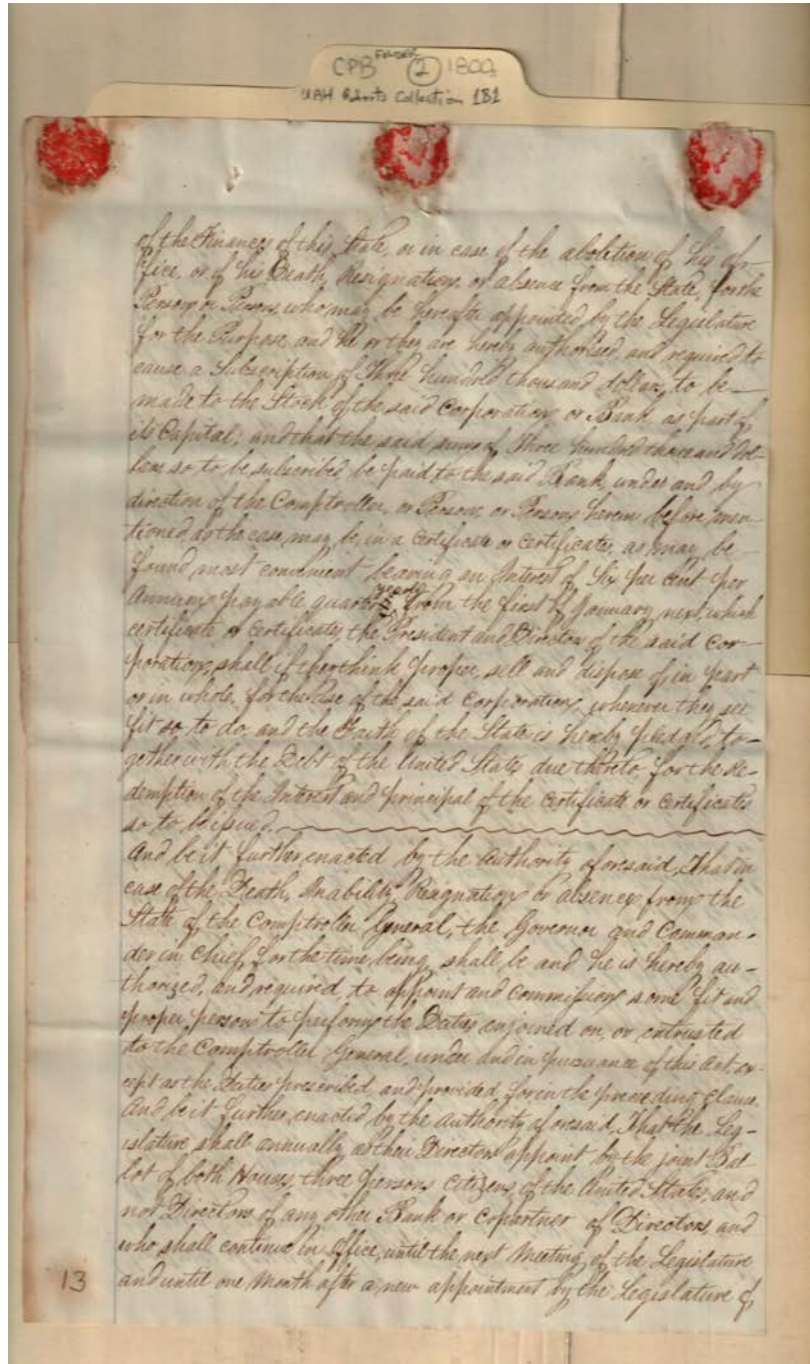 CPB FOLDER 2 1802
UAH Rhinds Collection 1B1
of the Finances of this State, or in case of the abolition of his of-
fice, or of his Death, Resignation, or absence from the State, for the
Person or Persons, who may be hereafter appointed by the Legislature
for the Purpose and he or they are hereby authorised, and required to
cause a Subscription of Three hundred thousand dollars, to be
made to the Stock of the said Corporation, or Bank as part of
its Capital; and that the said sum of Three hundred thousand dol-
lars so to be subscribed be paid to the said Bank, under and by
direction of the Comptroller, or Person, or Persons herein before men-
tioned as the case may be, in a Certificate or Certificates, as may be
found most convenient bearing an Interest of Six per Cent per
Annum payable quarter yearly from the first of January next, which
certificate or certificates the President and Directors of the said Cor-
poration, shall if they think proper, sell and dispose of, in part
or in whole, for the Use of the said Corporation, whenever they see
fit so to do, and the Faith of the State is hereby pledged, to-
gether with the Debt of the United States due thereto, for the Re-
demption of the Interest and principal of the Certificate or Certificates
so to be issued.
And be it further enacted by the Authority aforesaid, That in
case of the Death, Inability, Resignation, or absence from the
State of the Comptroller General, the Governor and Comman-
der in Chief, for the time, being, shall be and he is hereby au-
thorized, and required, to appoint and Commission some fit and
proper person to perform the Duties enjoined on, or entrusted
to the Comptroller General, under and in pursuance of this Act, ex-
cept as the Duties prescribed, and provided, for in the preceeding Clause.
And be it further enacted by the Authority aforesaid, That the Leg-
islature shall annually, as their Directors appoint by the joint Bal-
lot of both Houses, three persons Citizens, of the United States, and
not Directors of any other Bank or Copartner of Directors, and
who shall continue in Office, until the next Meeting of the Legislature
and until one Month after a new appointment by the Legislature of
13